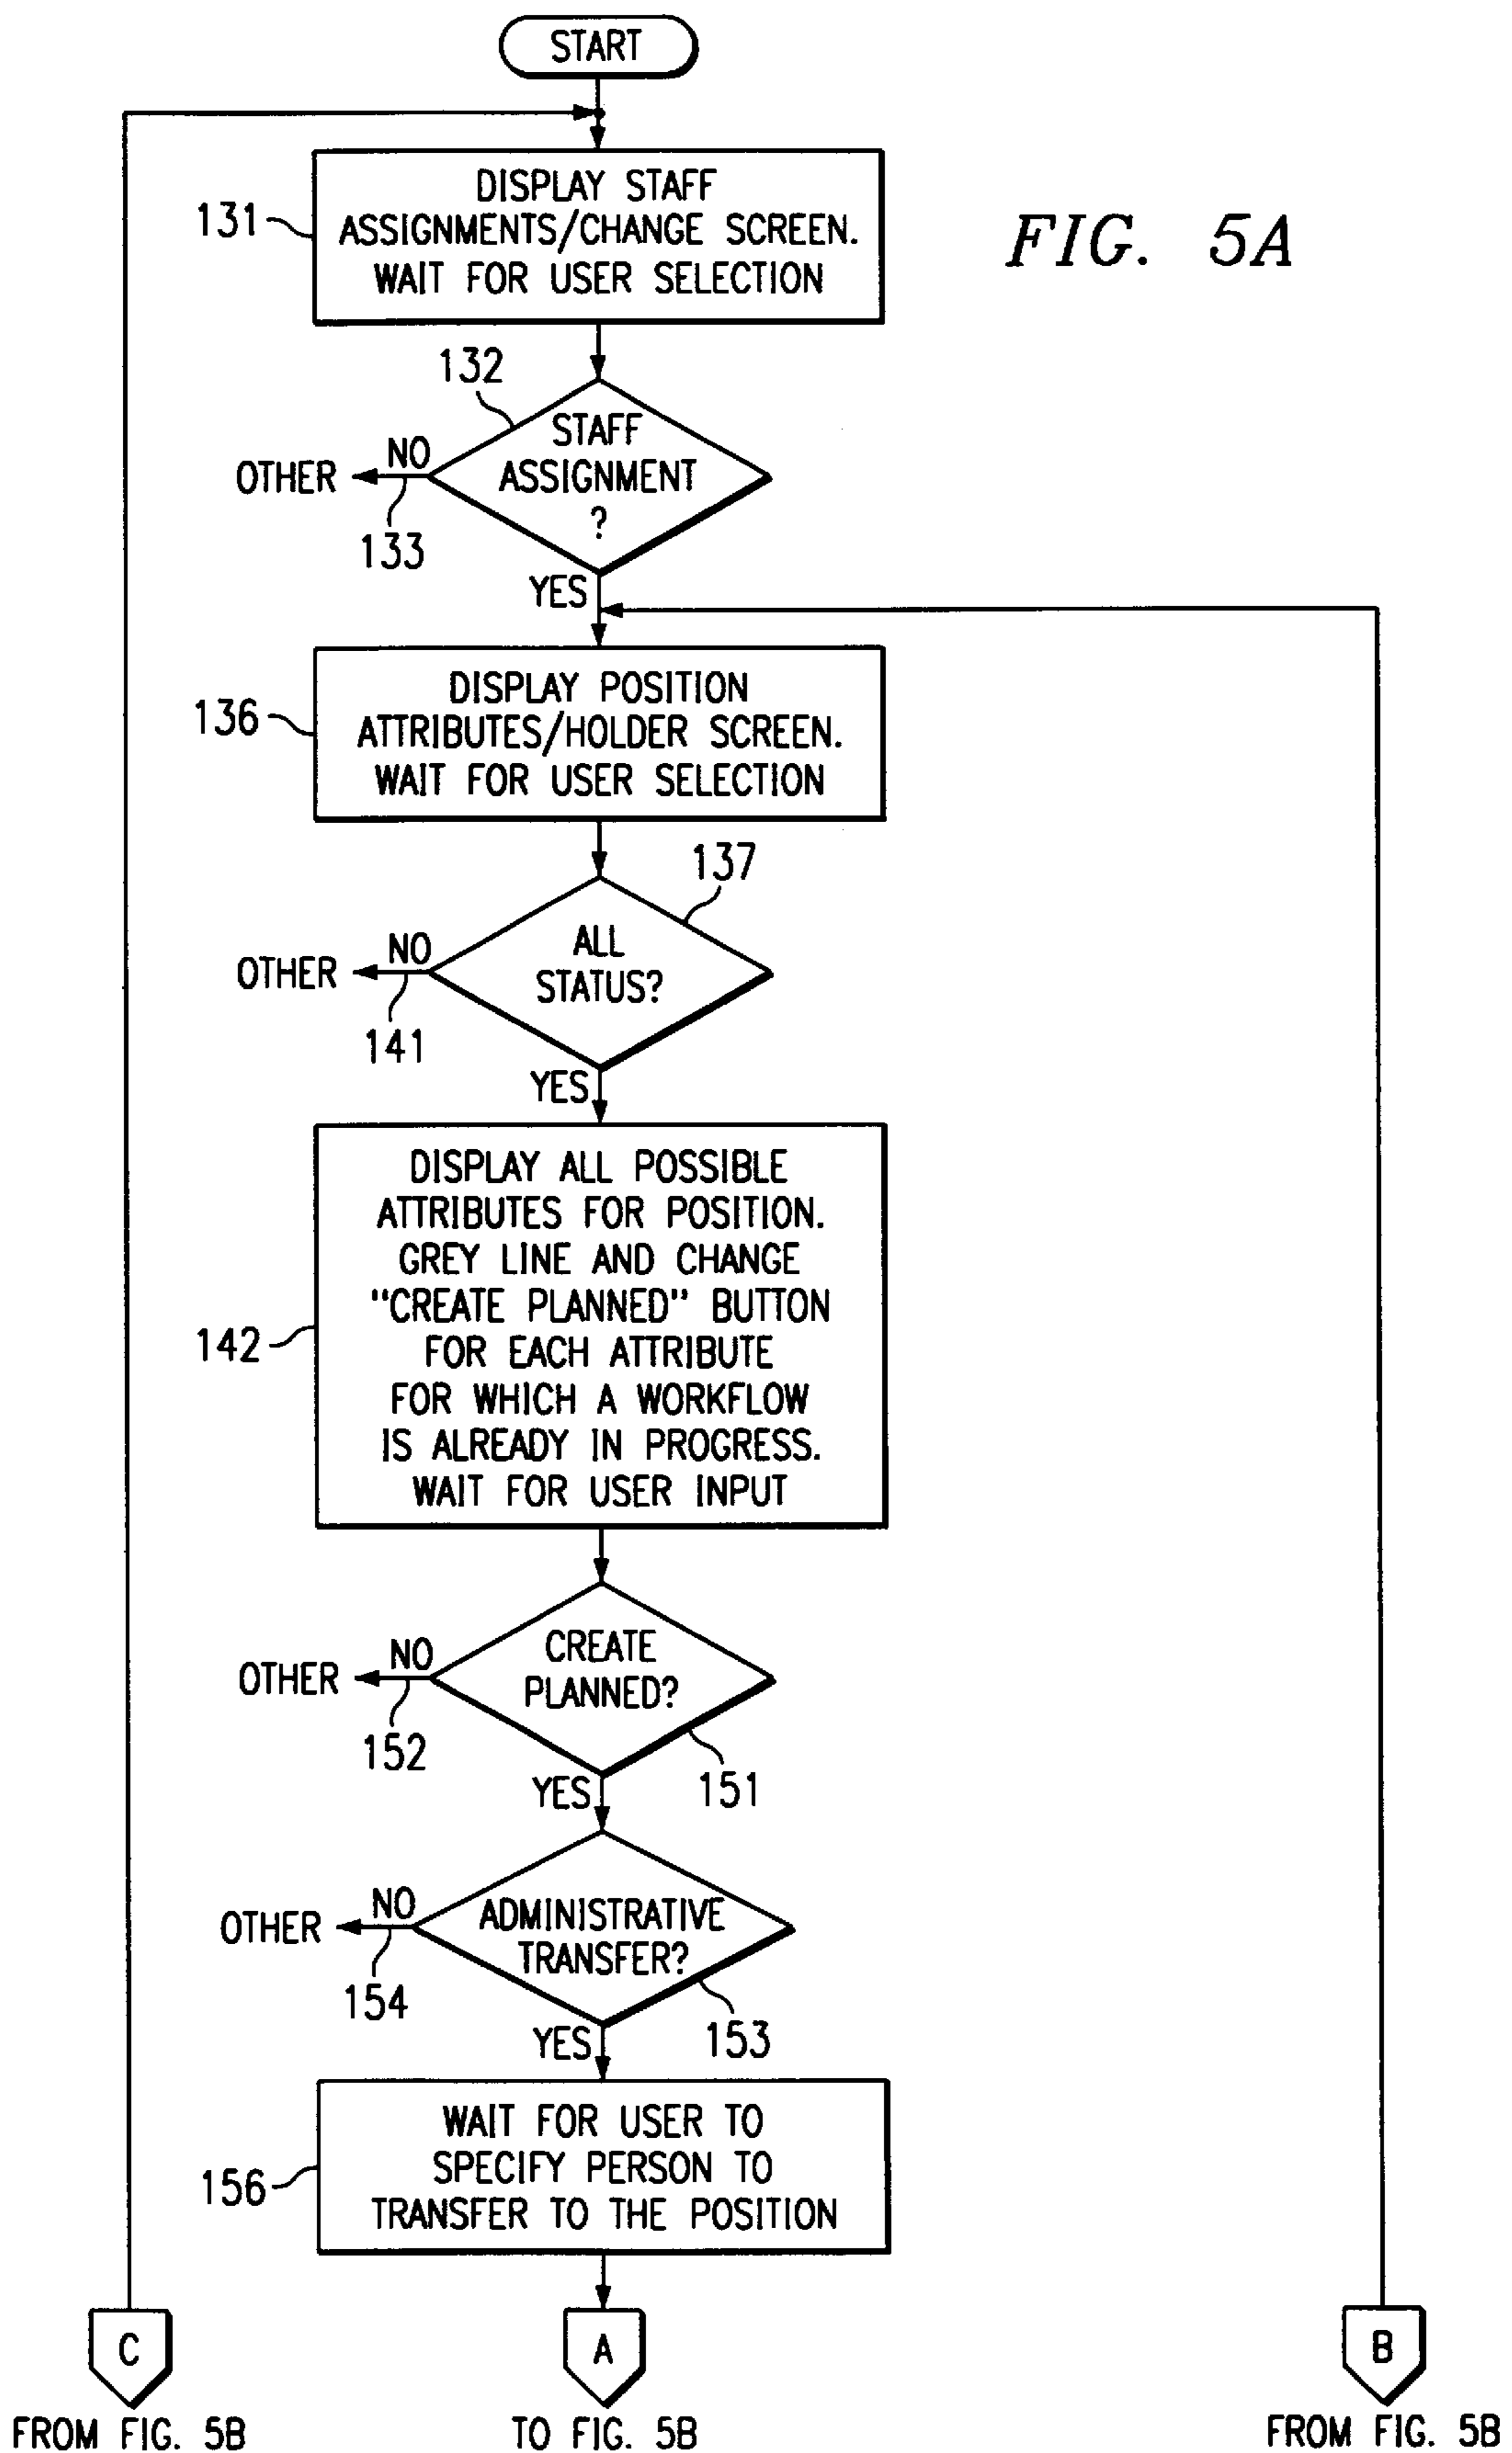 START
DISPLAY STAFF
ASSIGNMENTS/CHANGE SCREEN.
WAIT FOR USER SELECTION
131
FIG. 5A
132
STAFF
ASSIGNMENT
?
NO
OTHER
133
YES
DISPLAY POSITION
ATTRIBUTES/HOLDER SCREEN.
WAIT FOR USER SELECTION
136
137
ALL
STATUS?
NO
OTHER
141
YES
DISPLAY ALL POSSIBLE
ATTRIBUTES FOR POSITION.
GREY LINE AND CHANGE
"CREATE PLANNED" BUTTON
FOR EACH ATTRIBUTE
FOR WHICH A WORKFLOW
IS ALREADY IN PROGRESS.
WAIT FOR USER INPUT
142
CREATE
PLANNED?
NO
OTHER
152
151
YES
ADMINISTRATIVE
TRANSFER?
NO
OTHER
154
153
YES
WAIT FOR USER TO
SPECIFY PERSON TO
TRANSFER TO THE POSITION
156
C
A
B
FROM FIG. 5B
TO FIG. 5B
FROM FIG. 5B